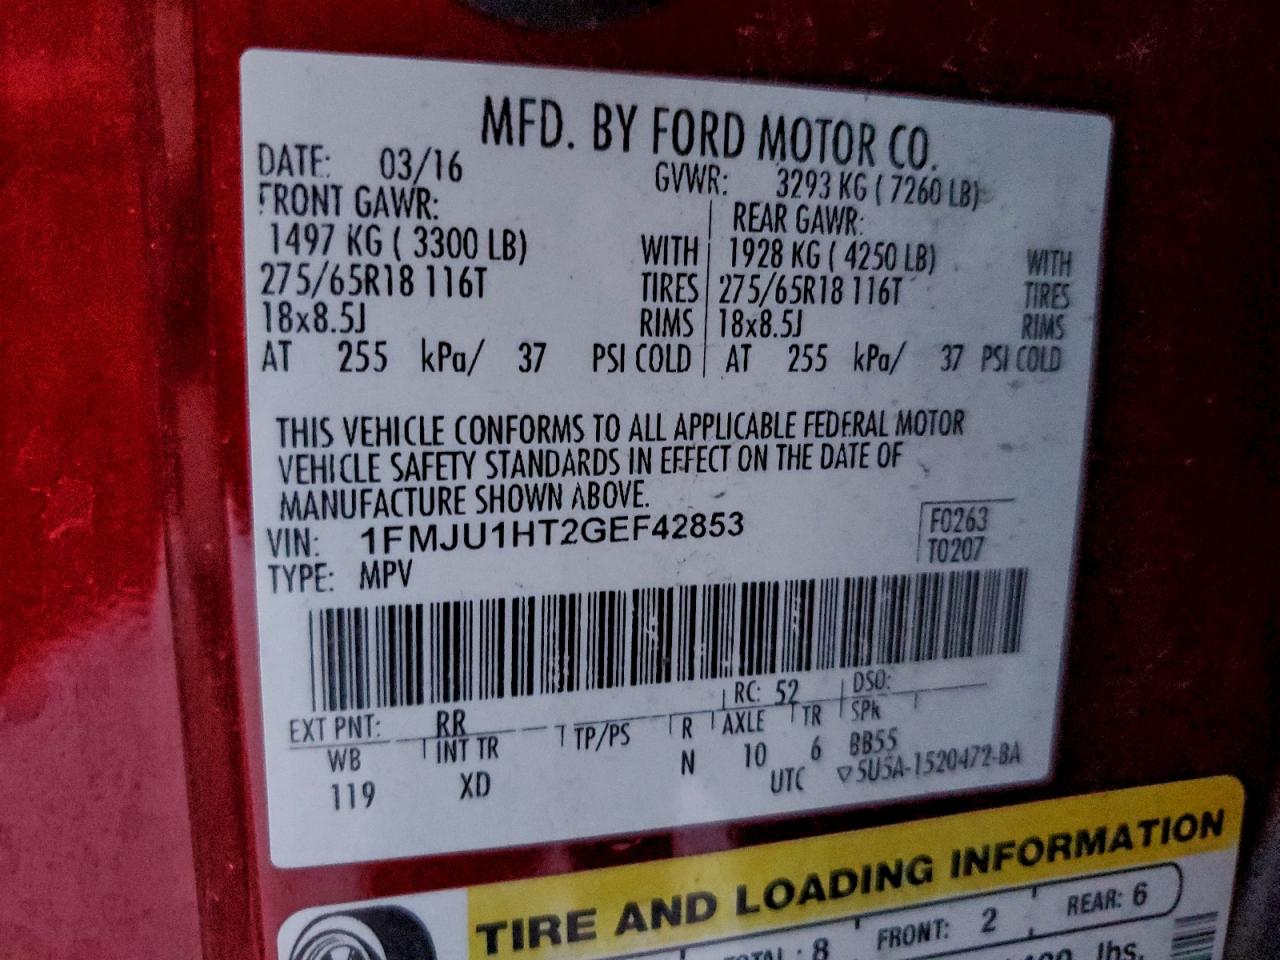 MFD. BY FORD MOTOR CO.
DATE: 03/16 GVWR: 3293 KG ( 7260 LB)
FRONT GAWR: REAR GAWR:
1497 KG ( 3300 LB) WITH 1928 KG ( 4250 LB) WITH
275/65R18 116T TIRES 275/65R18 116T TIRES
18x8.5J RIMS 18x8.5J RIMS
AT 255 kPa/ 37 PSI COLD AT 255 kPa/ 37 PSI COLD
THIS VEHICLE CONFORMS TO ALL APPLICABLE FEDERAL MOTOR
VEHICLE SAFETY STANDARDS IN EFFECT ON THE DATE OF
MANUFACTURE SHOWN ABOVE.
VIN: 1FMJU1HT2GEF42853 F0263
TYPE: MPV T0207
EXT PNT: RR RC: 52 DSO:
WB INT TR TP/PS R AXLE TR SPR
119 XD N 10 6 BB55
UTC ▽5U5A-1520472-BA
TIRE AND LOADING INFORMATION
TOTAL : 8 FRONT: 2 REAR: 6
lbs.